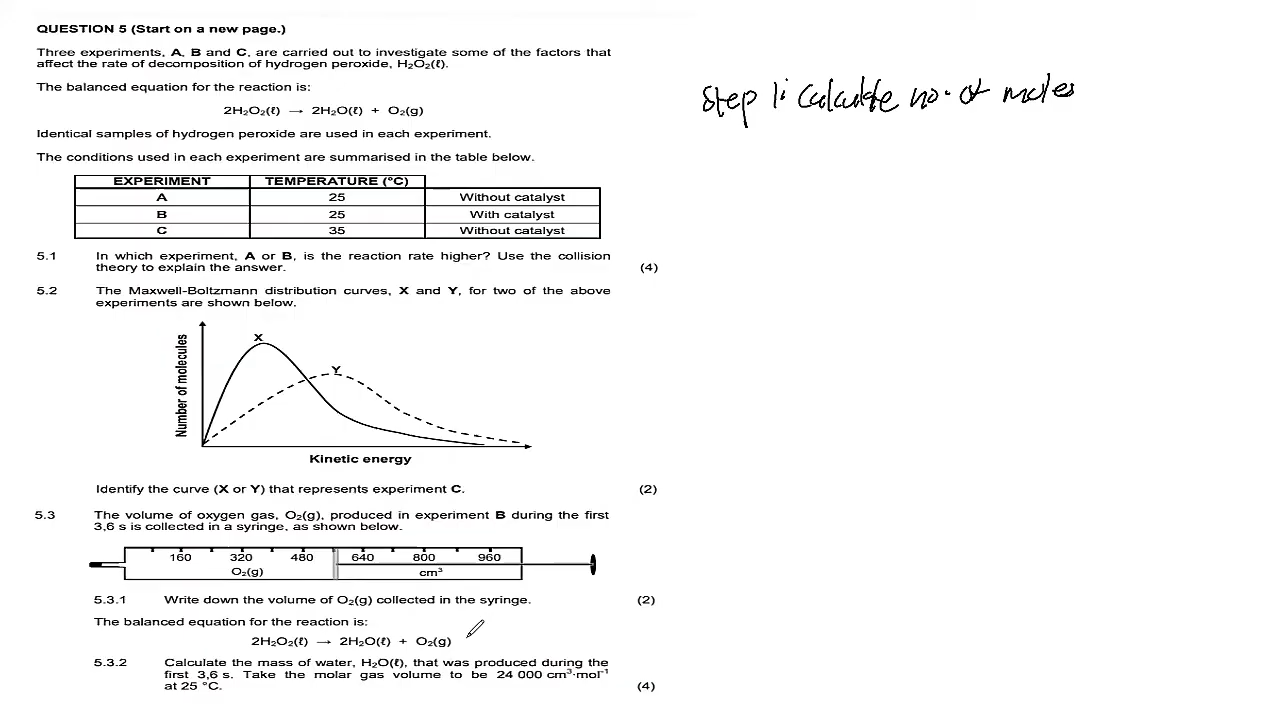 QUESTION 5 (Start on a new page.)
Three experiments, A, B and C, are carried out to investigate some of the factors that
affect the rate of decomposition of hydrogen peroxide, H₂O₂(ℓ).
The balanced equation for the reaction is:
2H₂O₂(ℓ) → 2H₂O(ℓ) + O₂(g)
Identical samples of hydrogen peroxide are used in each experiment.
The conditions used in each experiment are summarised in the table below.
EXPERIMENT TEMPERATURE (°C)
A 25 Without catalyst
B 25 With catalyst
C 35 Without catalyst
5.1 In which experiment, A or B, is the reaction rate higher? Use the collision
theory to explain the answer. (4)
5.2 The Maxwell-Boltzmann distribution curves, X and Y, for two of the above
experiments are shown below.
X
Y
Number of molecules
Kinetic energy
Identify the curve (X or Y) that represents experiment C. (2)
5.3 The volume of oxygen gas, O₂(g), produced in experiment B during the first
3,6 s is collected in a syringe, as shown below.
160 320 480 640 800 960
O₂(g) cm³
5.3.1 Write down the volume of O₂(g) collected in the syringe. (2)
The balanced equation for the reaction is:
2H₂O₂(ℓ) → 2H₂O(ℓ) + O₂(g)
5.3.2 Calculate the mass of water, H₂O(ℓ), that was produced during the
first 3,6 s. Take the molar gas volume to be 24 000 cm³·mol⁻¹
at 25 °C. (4)
Step 1: Calculate no. of moles